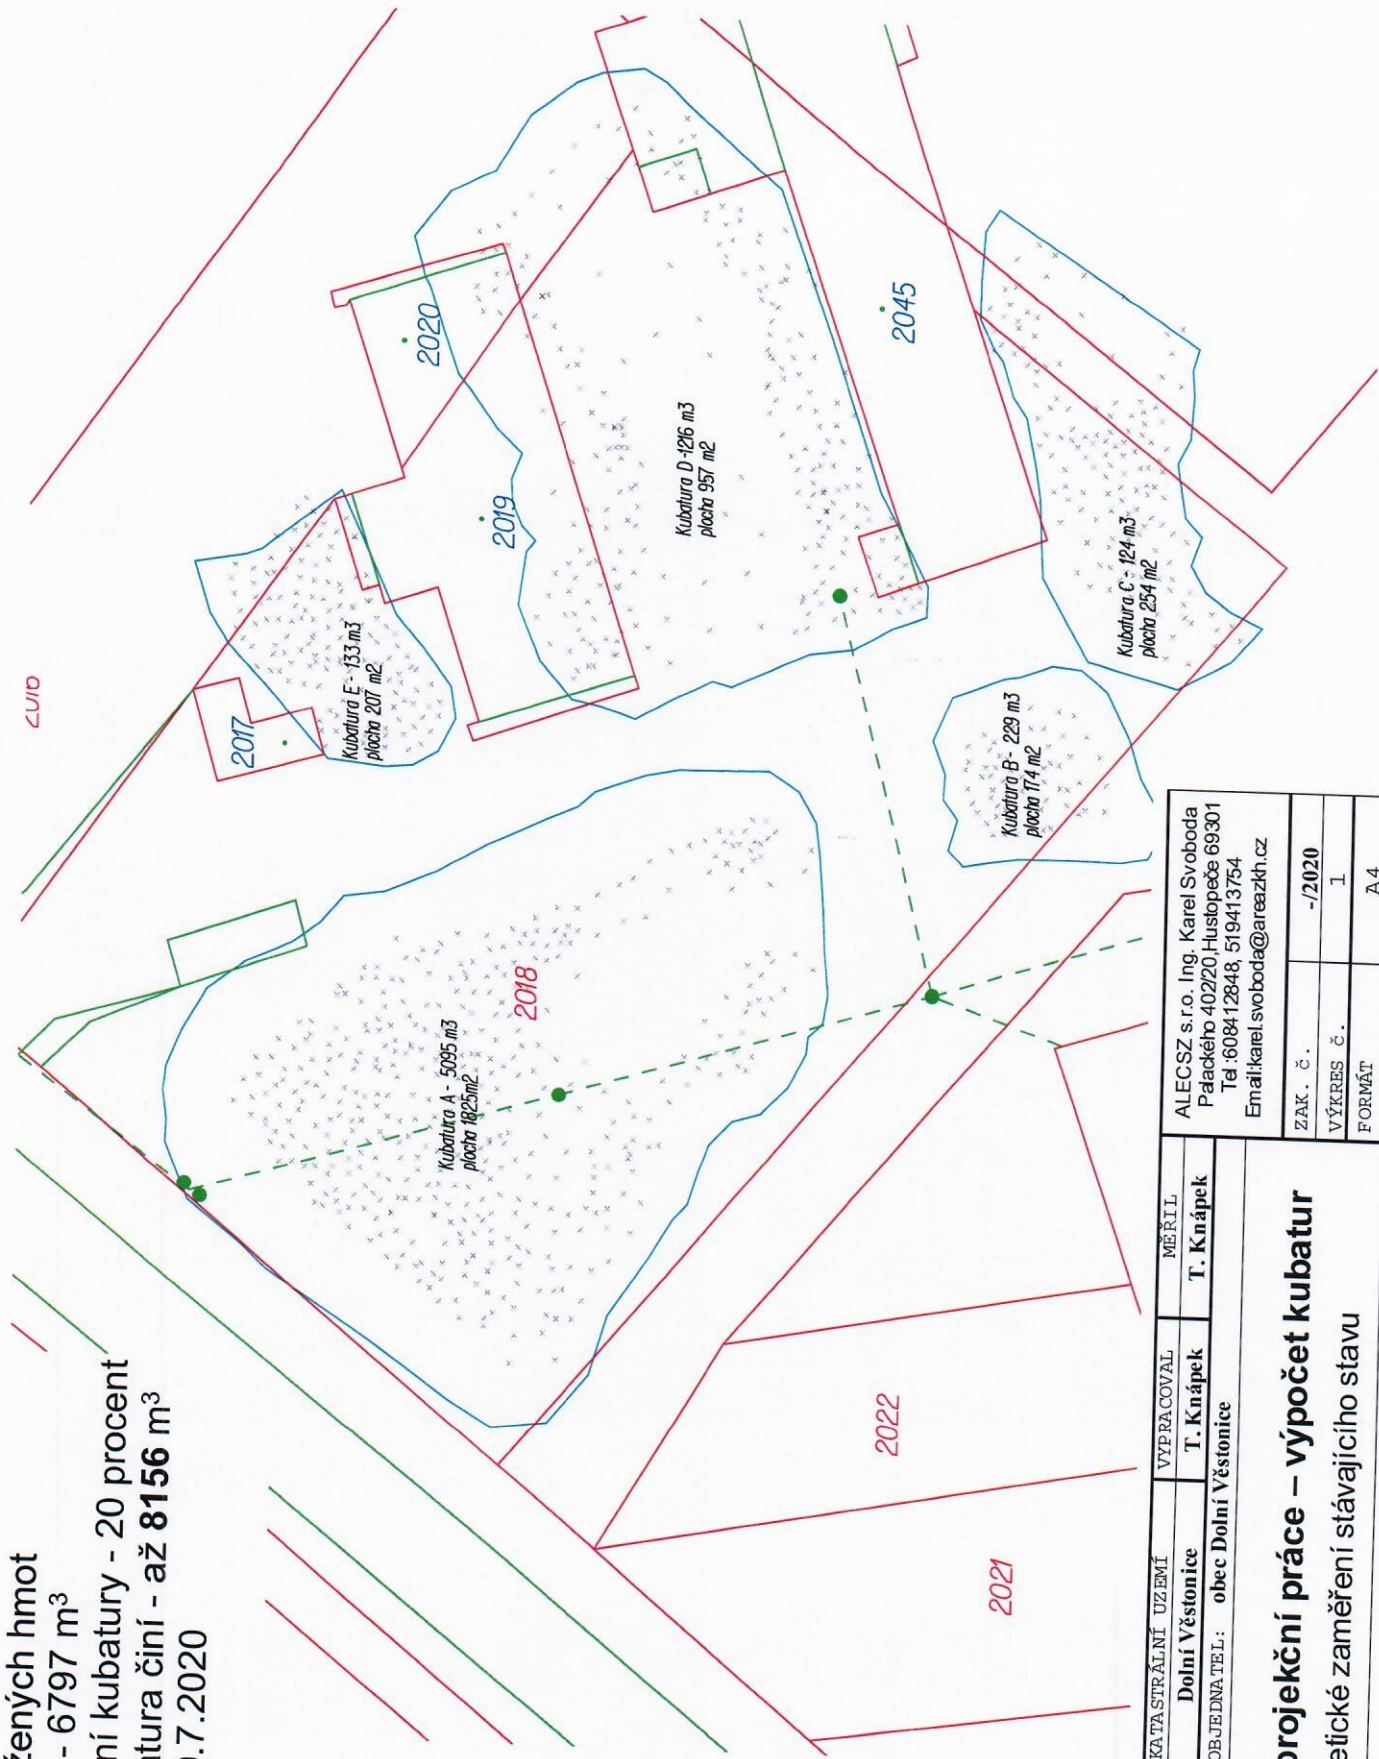 žených hmot
- 6797 m³
ní kubatury - 20 procent
tura činí - až 8156 m³
.7.2020
2017
2020
2019
2045
2018
2022
2021
Kubatura E - 133 m3
plocha 207 m2
Kubatura D - 1216 m3
plocha 957 m2
Kubatura A - 5095 m3
plocha 1825m2
Kubatura B - 229 m3
plocha 174 m2
Kubatura C - 124 m3
plocha 254 m2
KATASTRÁLNÍ ÚZEMÍ VYPRACOVAL MĚŘIL
Dolní Věstonice T. Knápek T. Knápek
OBJEDNATEL: obec Dolní Věstonice
ALECSZ s.r.o. Ing. Karel Svoboda
Palackého 402/20,Hustopeče 69301
Tel :608412848, 519413754
Email:karel.svoboda@areazkh.cz
rojekční práce – výpočet kubatur
etické zaměření stávajícího stavu
ZAK. č. -/2020
VÝKRES č. 1
FORMÁT A4